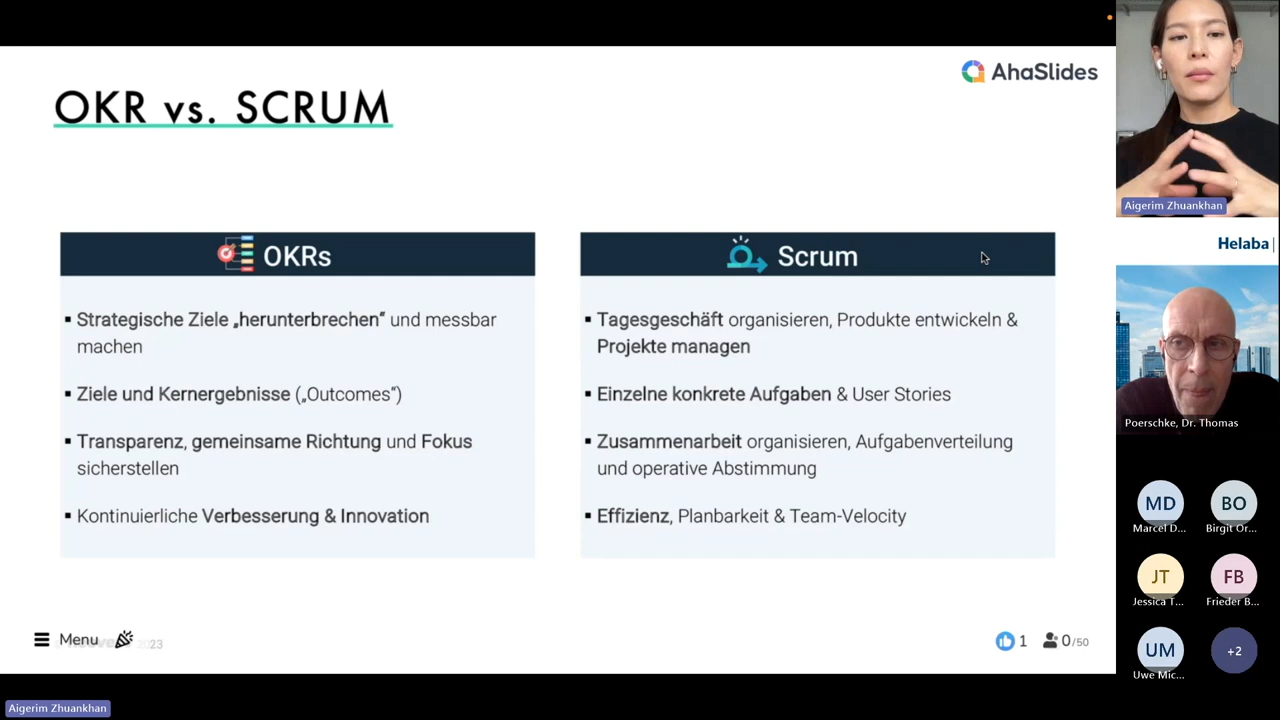 AhaSlides
OKR vs. SCRUM
OKRs
▪ Strategische Ziele „herunterbrechen“ und messbar
machen
▪ Ziele und Kernergebnisse („Outcomes“)
▪ Transparenz, gemeinsame Richtung und Fokus
sicherstellen
▪ Kontinuierliche Verbesserung & Innovation
Scrum
▪ Tagesgeschäft organisieren, Produkte entwickeln &
Projekte managen
▪ Einzelne konkrete Aufgaben & User Stories
▪ Zusammenarbeit organisieren, Aufgabenverteilung
und operative Abstimmung
▪ Effizienz, Planbarkeit & Team-Velocity
Menu
2023
1
0/50
Aigerim Zhuankhan
Aigerim Zhuankhan
Helaba
Poerschke, Dr. Thomas
MD
Marcel D...
BO
Birgit Or...
JT
Jessica T...
FB
Frieder B...
UM
Uwe Mic...
+2